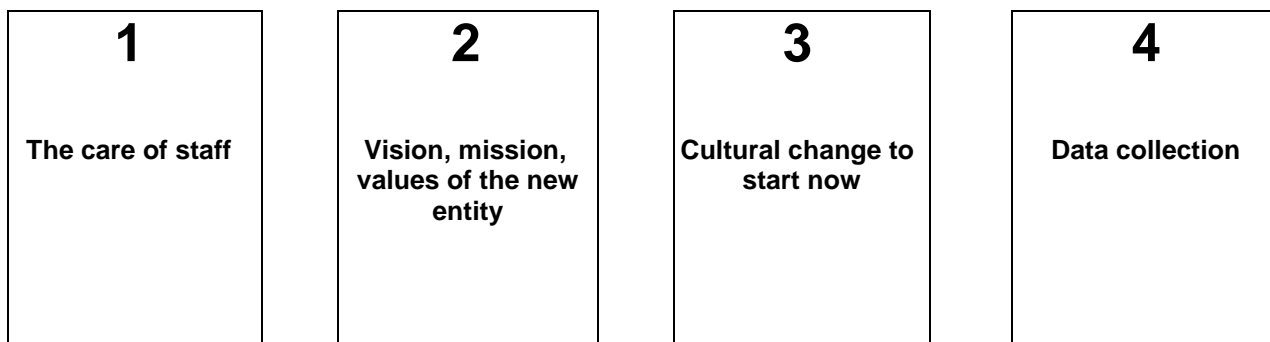 1
The care of staff
2
Vision, mission,
values of the new
entity
3
Cultural change to
start now
4
Data collection